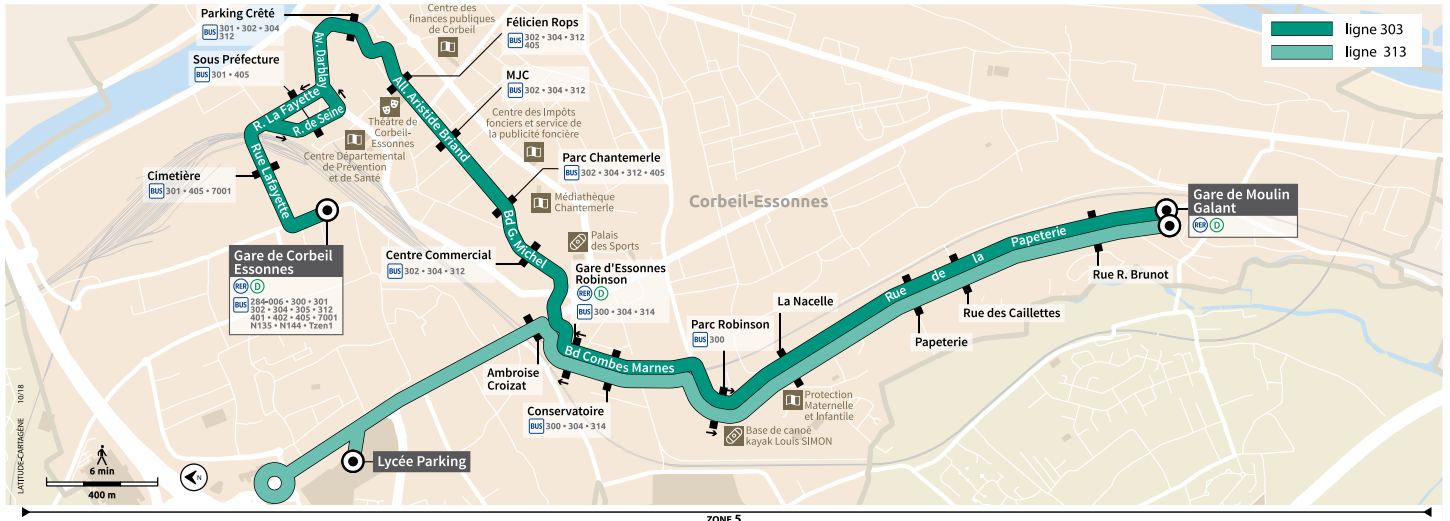 Parking Crêté
BUS 301 • 302 • 304
312
Sous Préfecture
BUS 301 • 405
Centre des
finances publiques
de Corbeil
Félicien Rops
BUS 302 • 304 • 312
405
MJC
BUS 302 • 304 • 312
ligne 303
ligne 313
Av. Darblay
R. La Fayette
R. de Seine
Rue Lafayette
All. Aristide Briand
Théâtre de
Corbeil-
Essonnes
Centre Départemental
de Prévention
et de Santé
Centre des Impôts
fonciers et service de
la publicité foncière
Cimetière
BUS 301 • 405 • 7001
Parc Chantemerle
BUS 302 • 304 • 312 • 405
Médiathèque
Chantemerle
Corbeil-Essonnes
Bd G. Michel
Palais
des Sports
Gare de Corbeil
Essonnes
RER D
BUS 284-006 • 300 • 301
302 • 304 • 305 • 312
401 • 402 • 405 • 7001
N135 • N144 • Tzen1
Centre Commercial
BUS 302 • 304 • 312
Gare d'Essonnes
Robinson
RER D
BUS 300 • 304 • 314
Gare de Moulin
Galant
RER D
Rue de la Papeterie
Rue R. Brunot
Rue des Caillettes
Papeterie
La Nacelle
Parc Robinson
BUS 300
Bd Combes Marnes
Ambroise
Croizat
Conservatoire
BUS 300 • 304 • 314
Protection
Maternelle
et Infantile
Base de canoë
kayak Louis SIMON
Lycée Parking
6 min
400 m
N
LATITUDE-CARTAGÈNE 10/18
ZONE 5